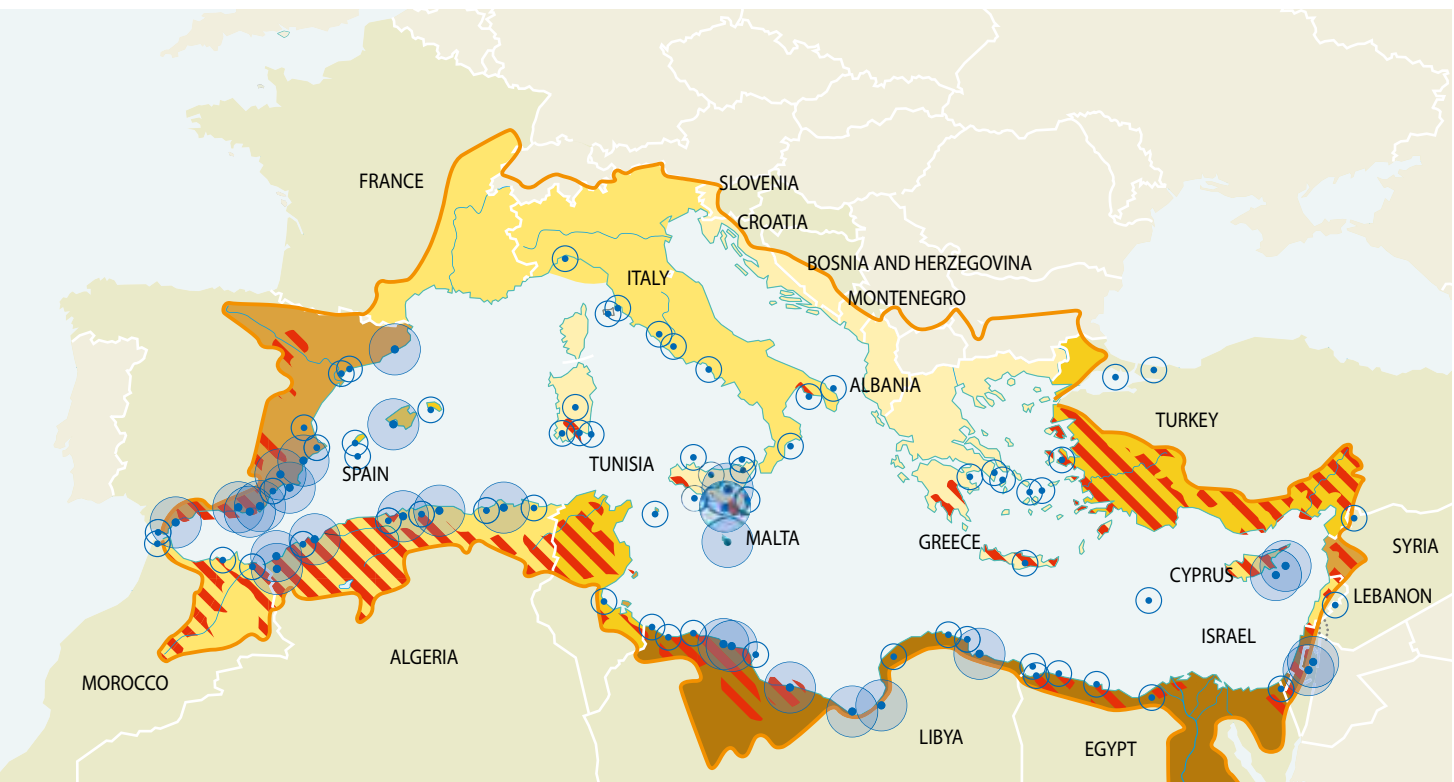 FRANCE
SLOVENIA
CROATIA
BOSNIA AND HERZEGOVINA
ITALY
MONTENEGRO
ALBANIA
TURKEY
TUNISIA
SPAIN
MALTA
GREECE
SYRIA
CYPRUS
LEBANON
ISRAEL
ALGERIA
MOROCCO
LIBYA
EGYPT